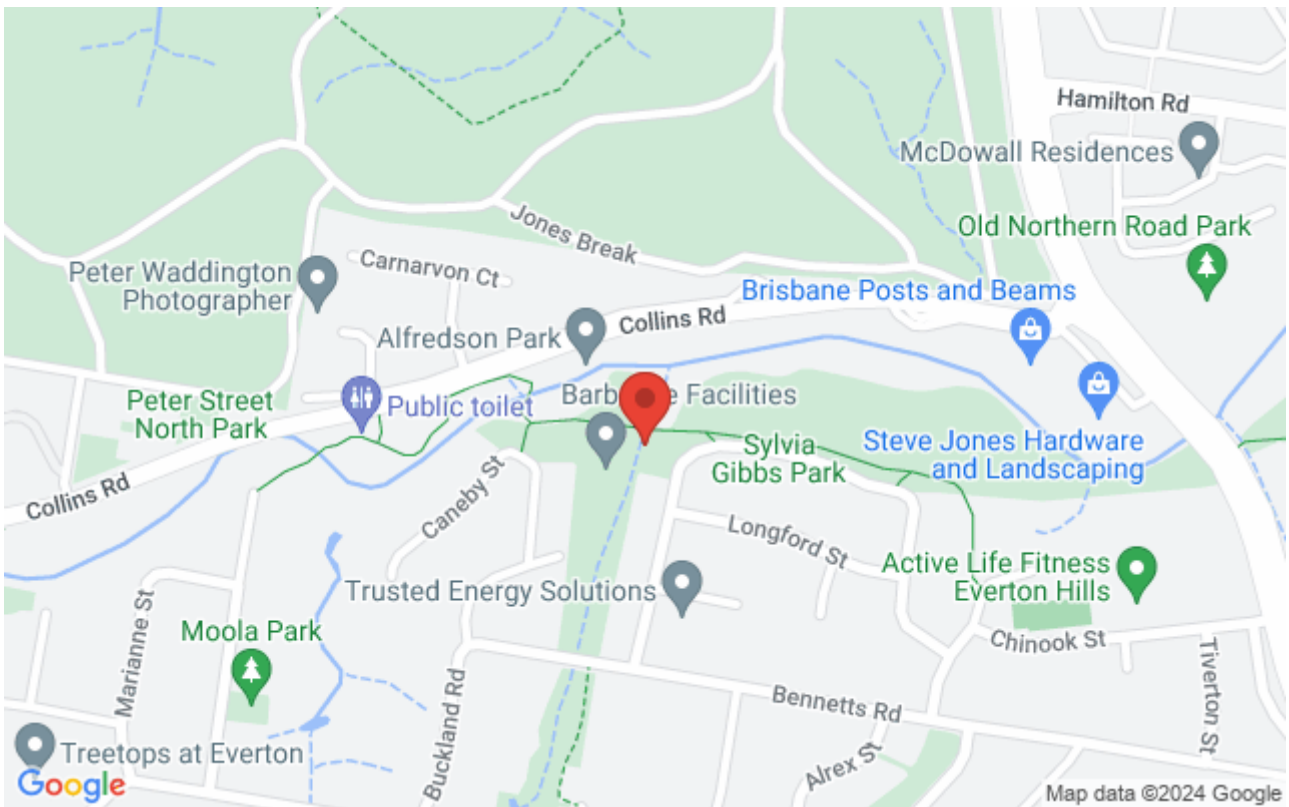 Hamilton Rd
McDowall Residences
Old Northern Road Park
Jones Break
Carnarvon Ct
Peter Waddington
Photographer
Brisbane Posts and Beams
Collins Rd
Alfredson Park
Barb
e Facilities
Peter Street
North Park
Public toilet
Sylvia
Gibbs Park
Steve Jones Hardware
and Landscaping
Collins Rd
Caneby St
Longford St
Active Life Fitness
Everton Hills
Trusted Energy Solutions
Marianne St
Moola Park
Chinook St
Tiverton St
Buckland Rd
Bennetts Rd
Alrex St
Treetops at Everton
Google
Map data ©2024 Google